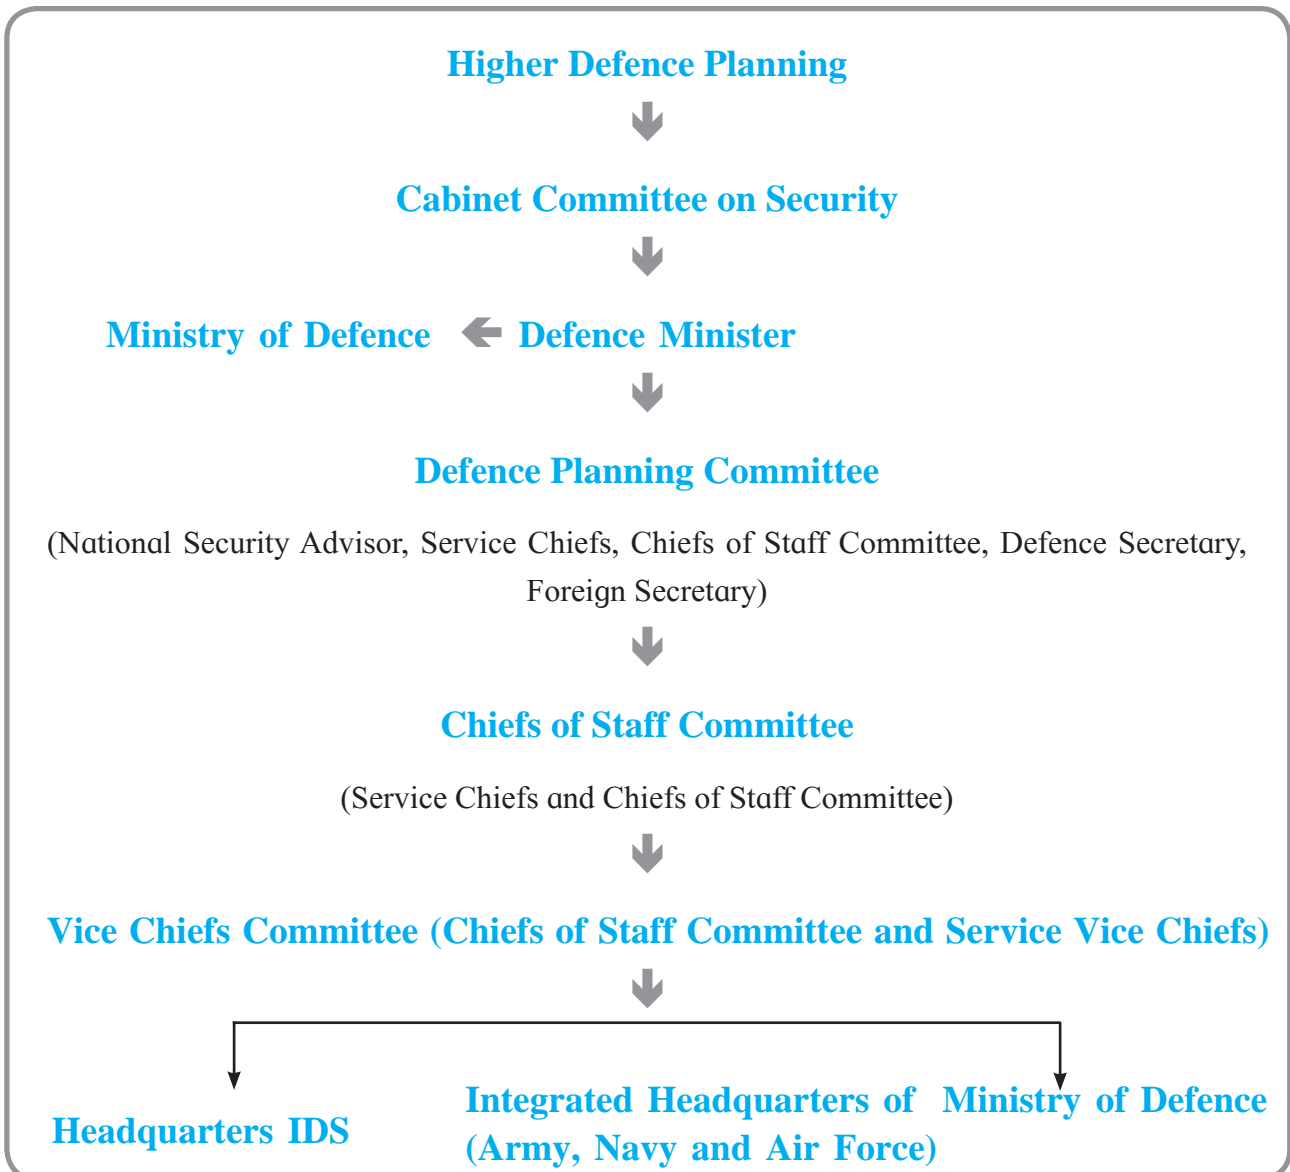 Higher Defence Planning
Cabinet Committee on Security
Ministry of Defence Defence Minister
Defence Planning Committee
(National Security Advisor, Service Chiefs, Chiefs of Staff Committee, Defence Secretary,
Foreign Secretary)
Chiefs of Staff Committee
(Service Chiefs and Chiefs of Staff Committee)
Vice Chiefs Committee (Chiefs of Staff Committee and Service Vice Chiefs)
Headquarters IDS
Integrated Headquarters of Ministry of Defence
(Army, Navy and Air Force)